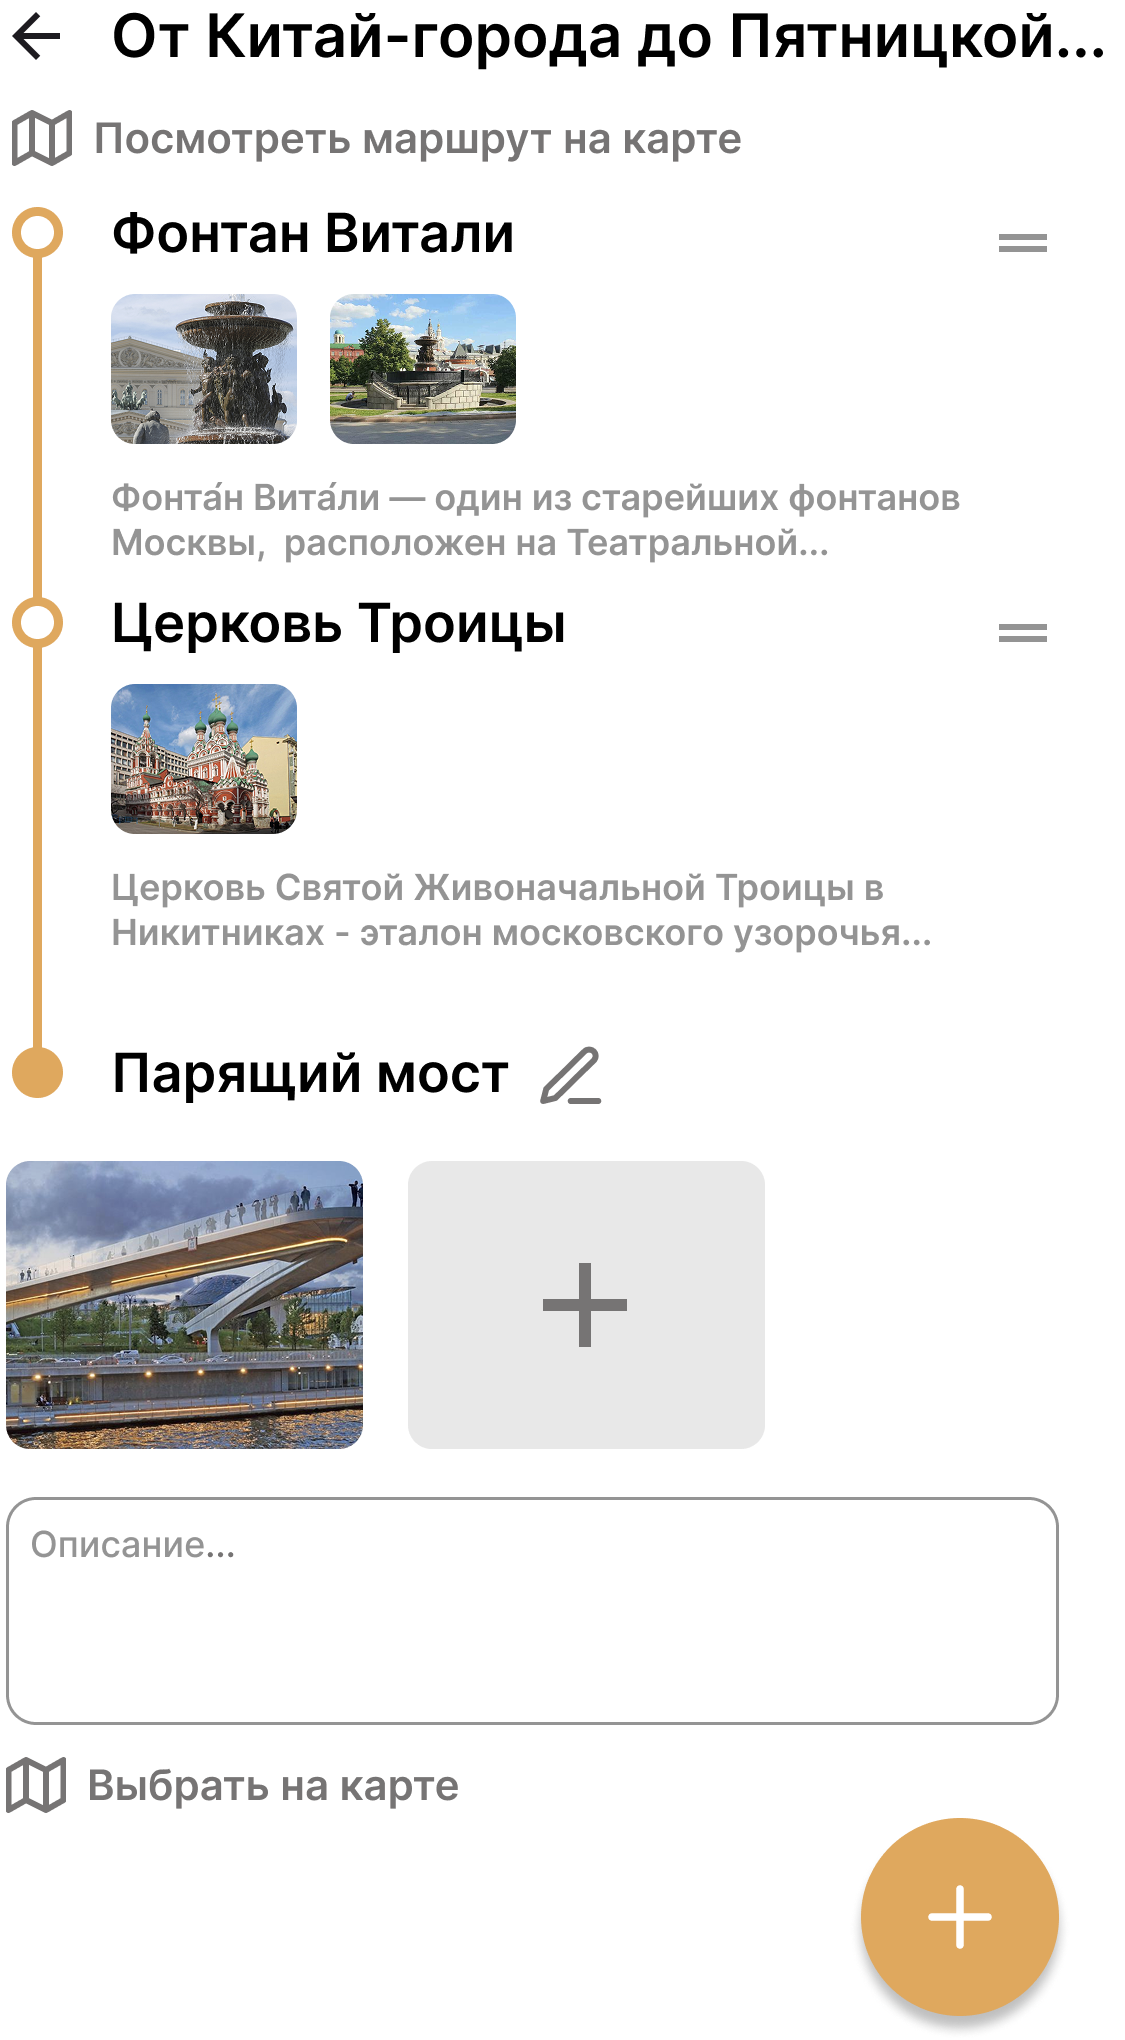 От Китай-города до Пятницкой...
Посмотреть маршрут на карте
Фонтан Витали
Фонта́н Вита́ли — один из старейших фонтанов
Москвы,  расположен на Театральной...
Церковь Троицы
Церковь Святой Живоначальной Троицы в
Никитниках - эталон московского узорочья...
Парящий мост
Описание...
Выбрать на карте